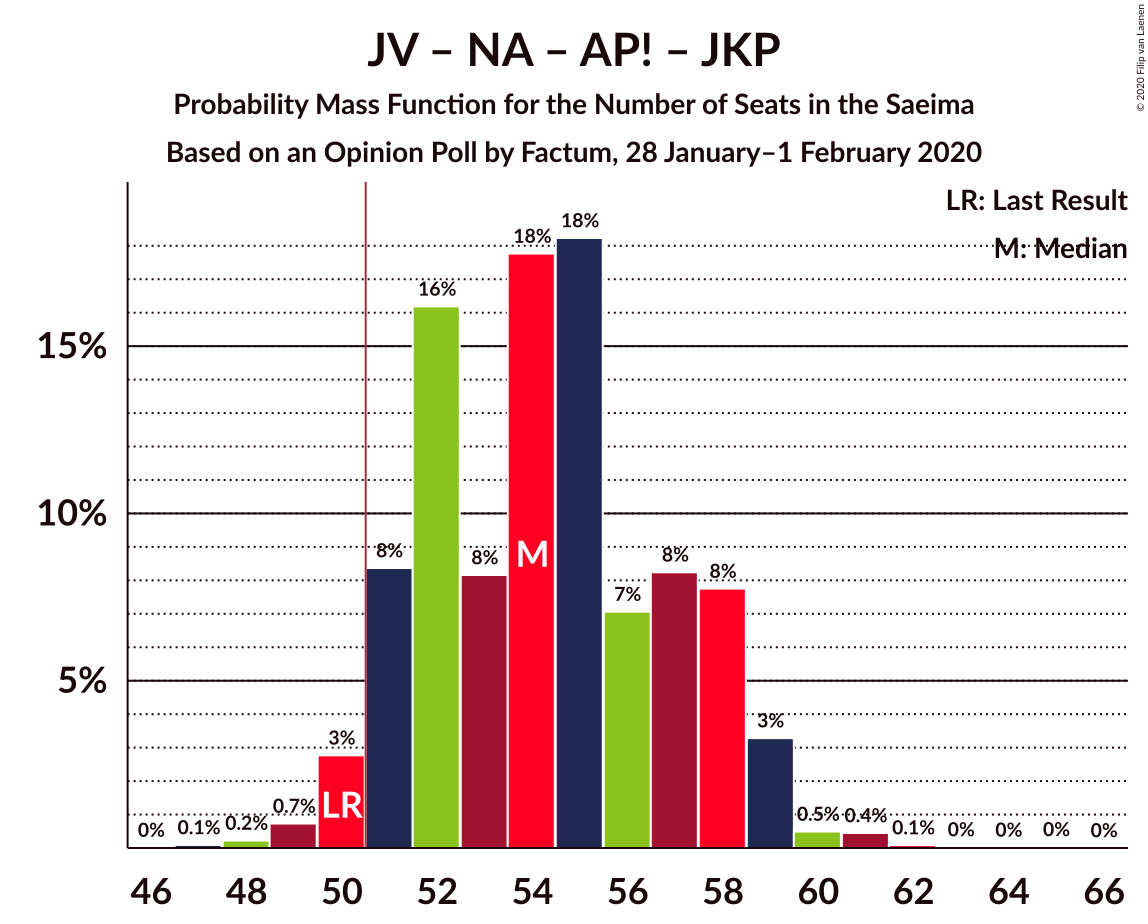 JV – NA – AP! – JKP
Probability Mass Function for the Number of Seats in the Saeima
Based on an Opinion Poll by Factum, 28 January–1 February 2020
© 2020 Filip van Laenen
LR: Last Result
M: Median
15%
10%
5%
0%
0.1%
0.2%
0.7%
3%
8%
16%
8%
18%
18%
7%
8%
8%
3%
0.5%
0.4%
0.1%
0%
0%
0%
0%
LR
M
46 48 50 52 54 56 58 60 62 64 66